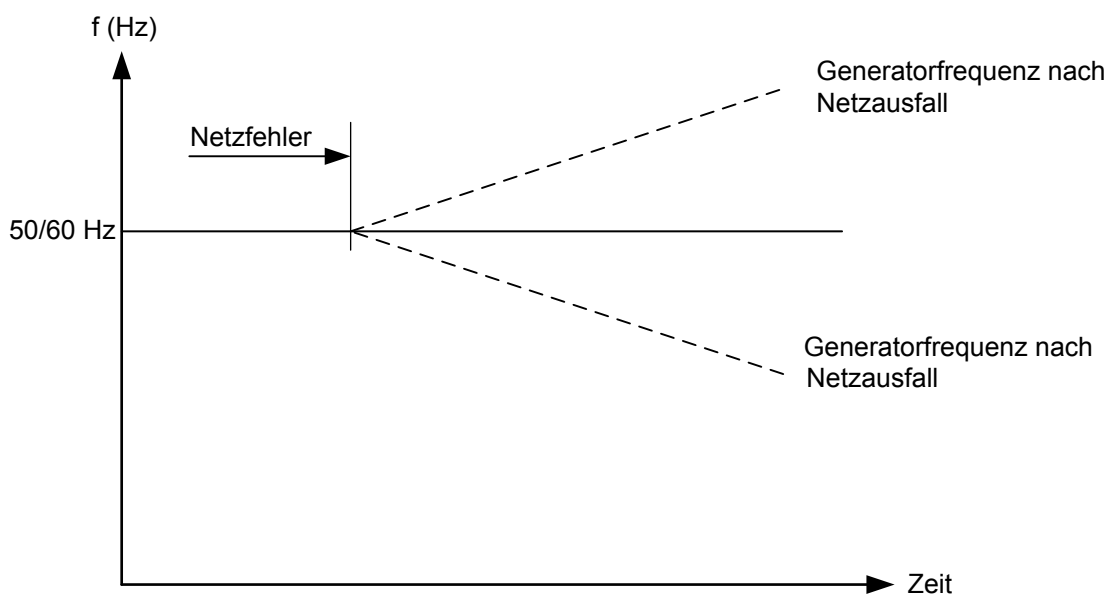 f (Hz)
Generatorfrequenz nach
Netzausfall
Netzfehler
50/60 Hz
Generatorfrequenz nach
Netzausfall
Zeit